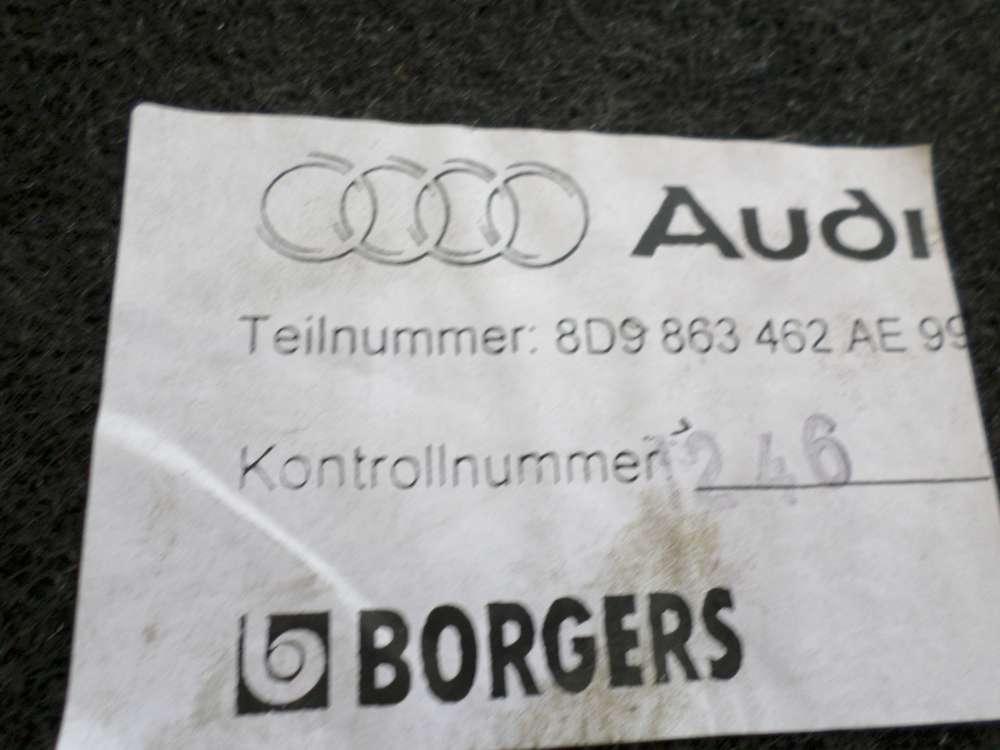 Audi
Teilnummer: 8D9 863 462 AE 99
Kontrollnummer 246
BORGERS